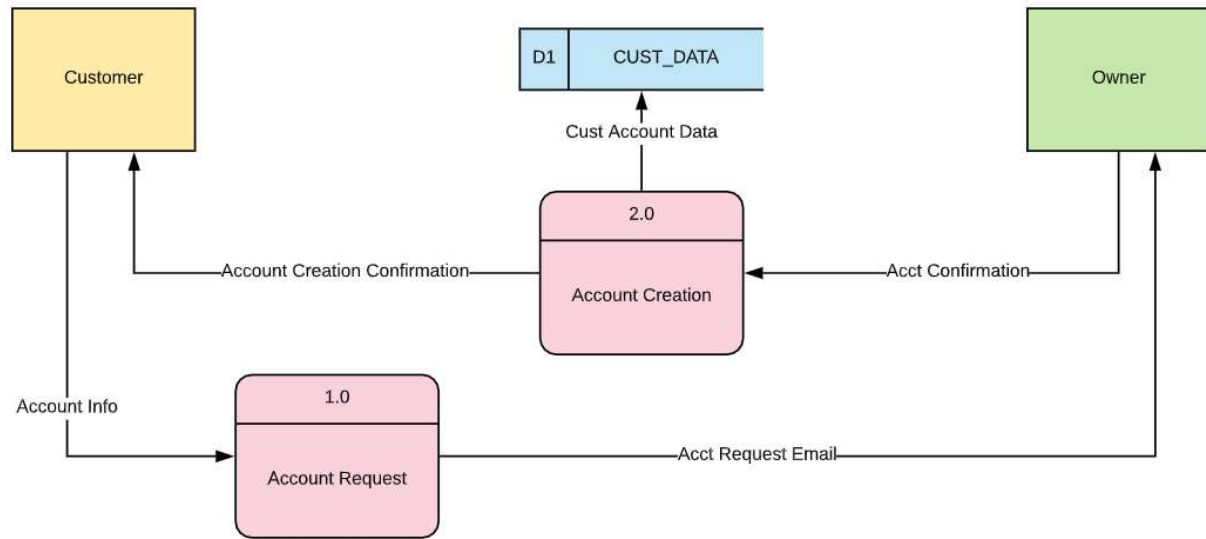 Customer
D1
CUST_DATA
Owner
Cust Account Data
2.0
Account Creation Confirmation
Acct Confirmation
Account Creation
1.0
Account Info
Acct Request Email
Account Request